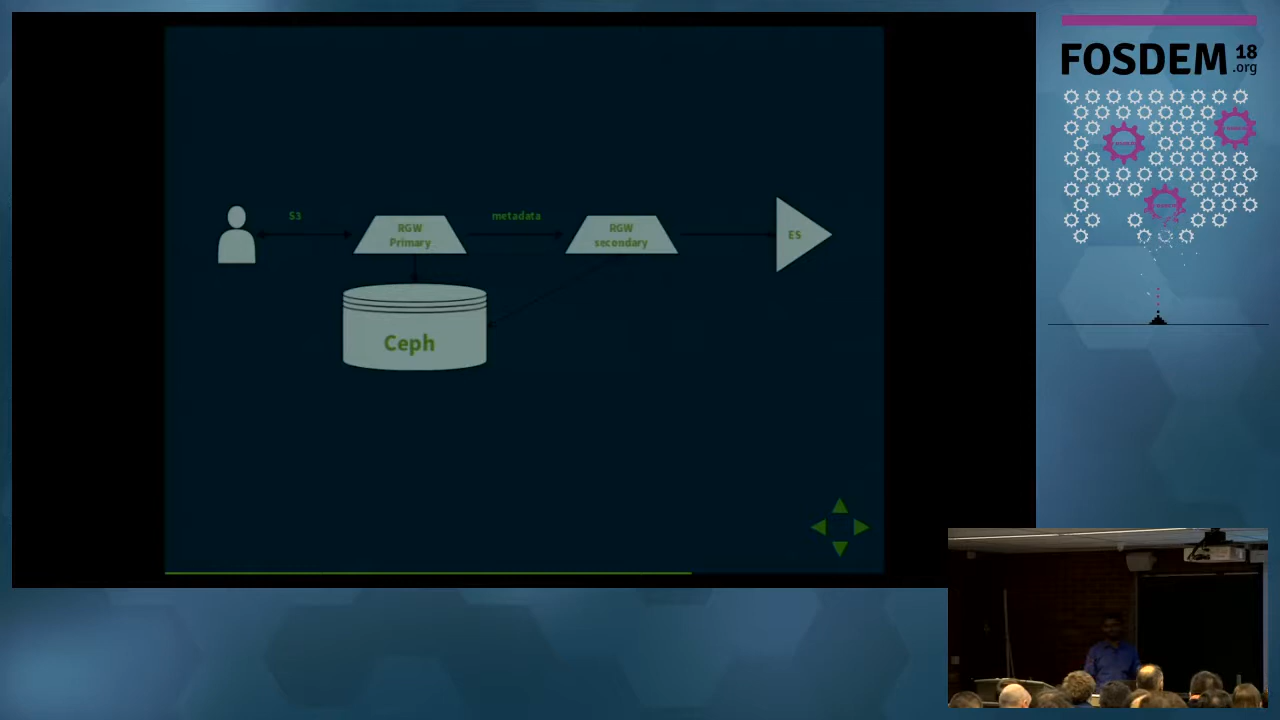 FOSDEM 18
.org
S3
RGW
Primary
metadata
RGW
secondary
ES
Ceph